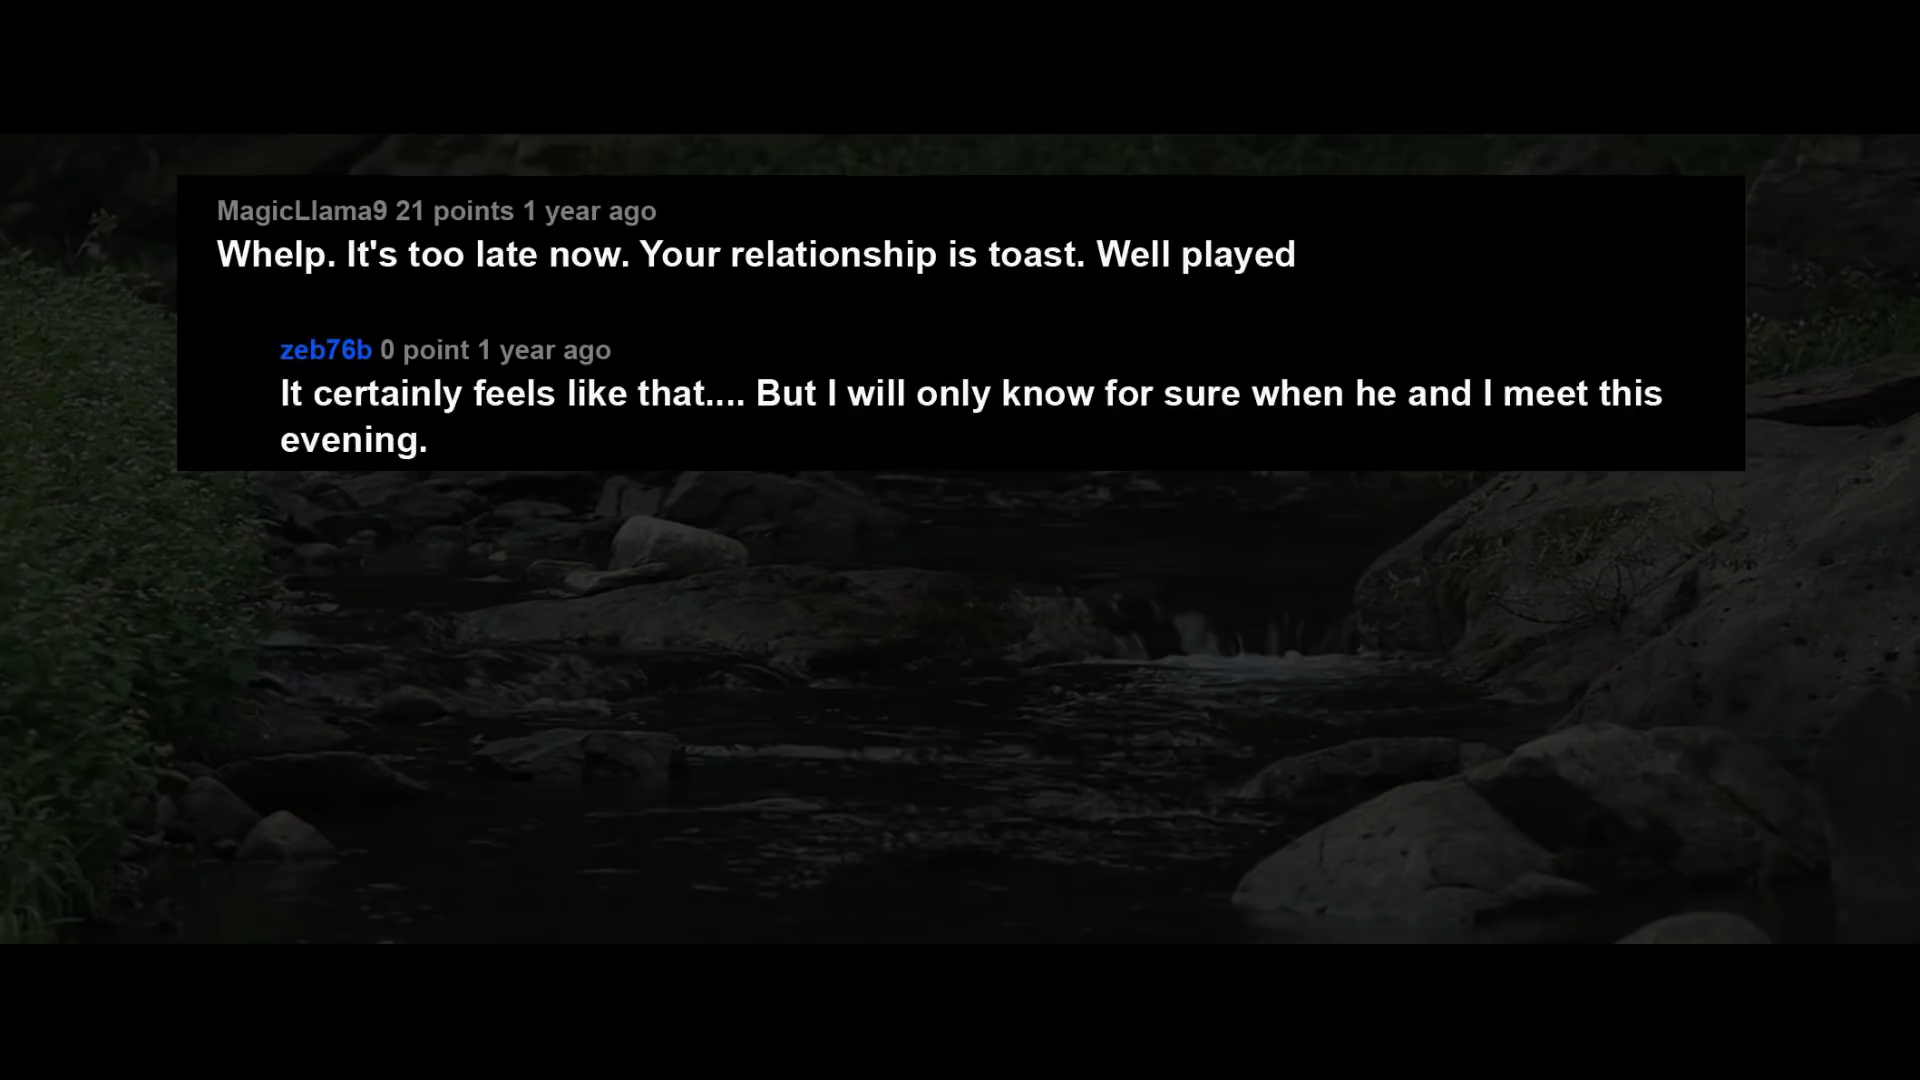 MagicLlama9 21 points 1 year ago
Whelp. It's too late now. Your relationship is toast. Well played
zeb76b 0 point 1 year ago
It certainly feels like that.... But I will only know for sure when he and I meet this
evening.